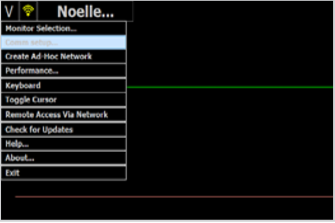 V Noelle...
Monitor Selection...
Create Ad-Hoc Network
Performance...
Keyboard
Toggle Cursor
Remote Access Via Network
Check for Updates
Help...
About...
Exit